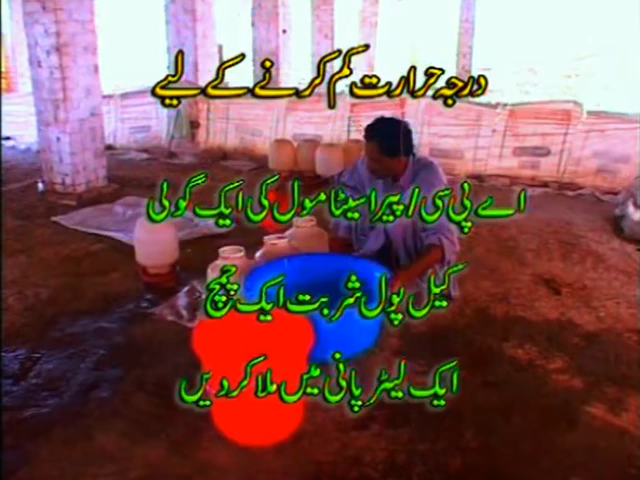 درجہ حرارت کم کرنے کے لیے
اے پی سی / پیراسیٹامول کی ایک گولی
کیل پول شربت ایک چمچ
ایک لیٹر پانی میں ملا کر دیں